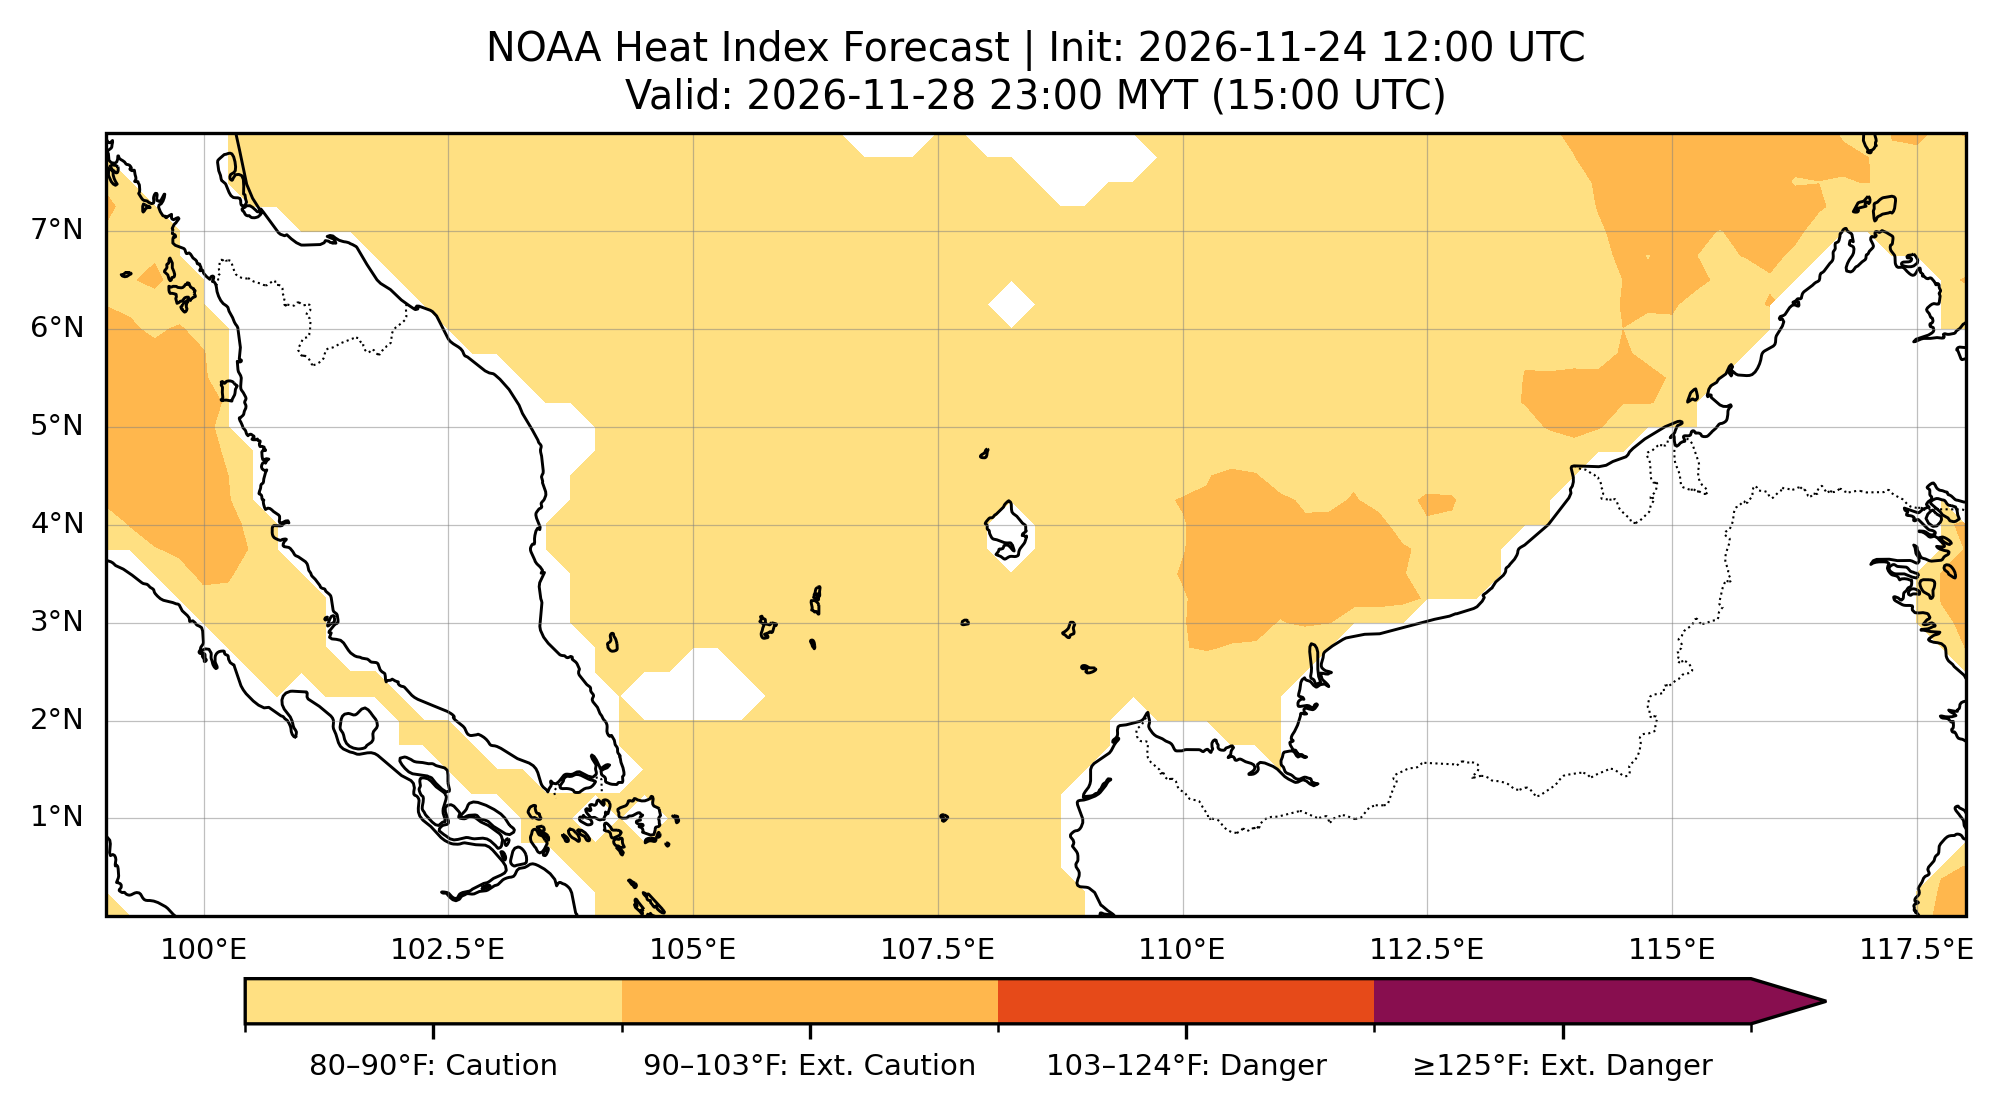 NOAA Heat Index Forecast | Init: 2026-11-24 12:00 UTC
Valid: 2026-11-28 23:00 MYT (15:00 UTC)
7°N
6°N
5°N
4°N
3°N
2°N
1°N
100°E 102.5°E 105°E 107.5°E 110°E 112.5°E 115°E 117.5°E
80–90°F: Caution 90–103°F: Ext. Caution 103–124°F: Danger ≥125°F: Ext. Danger